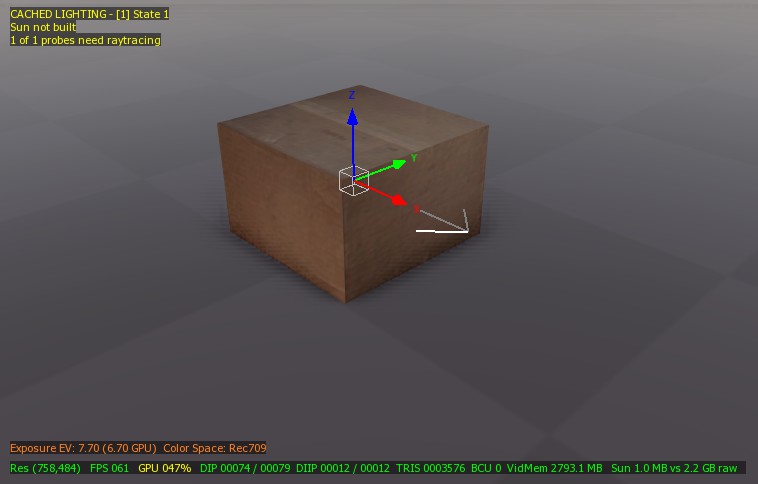 CACHED LIGHTING - [1] State 1
Sun not built
1 of 1 probes need raytracing
Z
Y
X
Exposure EV: 7.70 (6.70 GPU) Color Space: Rec709
Res (758,484) FPS 061 GPU 047% DIP 00074 / 00079 DIIP 00012 / 00012 TRIS 0003576 BCU 0 VidMem 2793.1 MB Sun 1.0 MB vs 2.2 GB raw